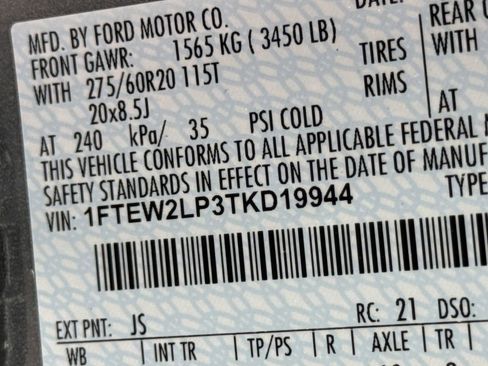 DATE:
MFD. BY FORD MOTOR CO.
FRONT GAWR: 1565 KG ( 3450 LB)
REAR
WITH 275/60R20 115T TIRES WITH
20x8.5J RIMS
AT 240 kPa/ 35 PSI COLD AT
THIS VEHICLE CONFORMS TO ALL APPLICABLE FEDERAL
SAFETY STANDARDS IN EFFECT ON THE DATE OF MANUF
VIN: 1FTEW2LP3TKD19944 TYPE
EXT PNT: JS RC: 21 DSO:
WB | INT TR | TP/PS | R | AXLE | TR |